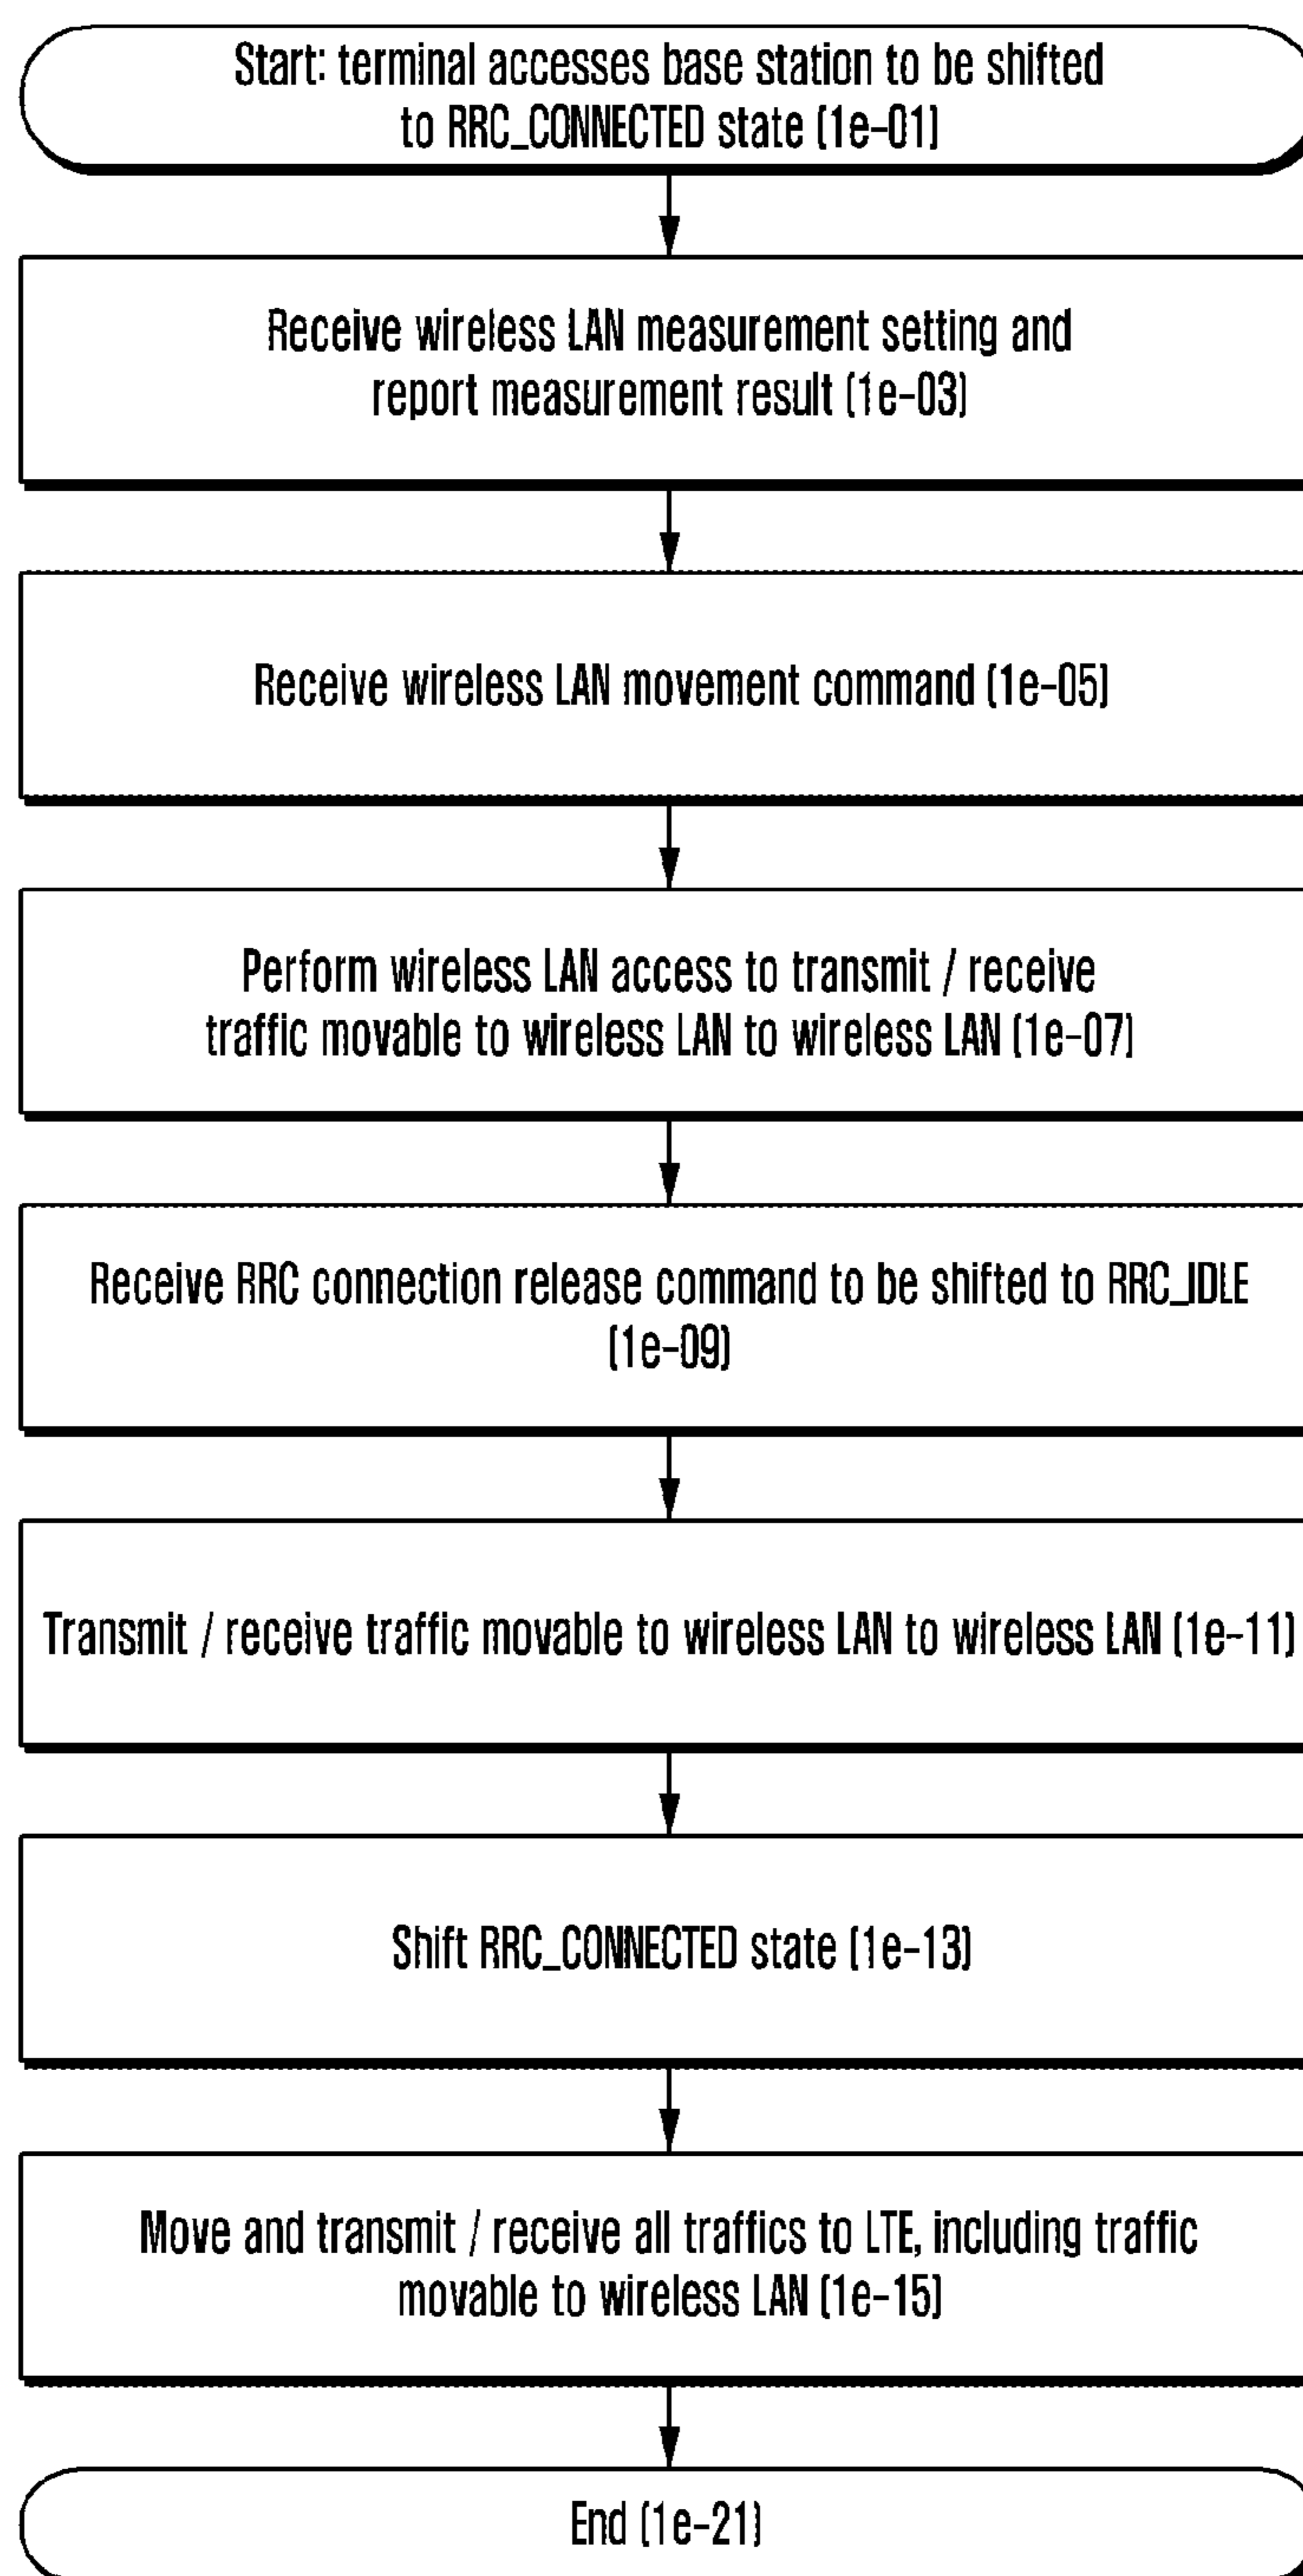 Start: terminal accesses base station to be shifted
to RRC_CONNECTED state (1e-01)
Receive wireless LAN measurement setting and
report measurement result (1e-03)
Receive wireless LAN movement command (1e-05)
Perform wireless LAN access to transmit / receive
traffic movable to wireless LAN to wireless LAN (1e-07)
Receive RRC connection release command to be shifted to RRC_IDLE
(1e-09)
Transmit / receive traffic movable to wireless LAN to wireless LAN (1e-11)
Shift RRC_CONNECTED state (1e-13)
Move and transmit / receive all traffics to LTE, including traffic
movable to wireless LAN (1e-15)
End (1e-21)